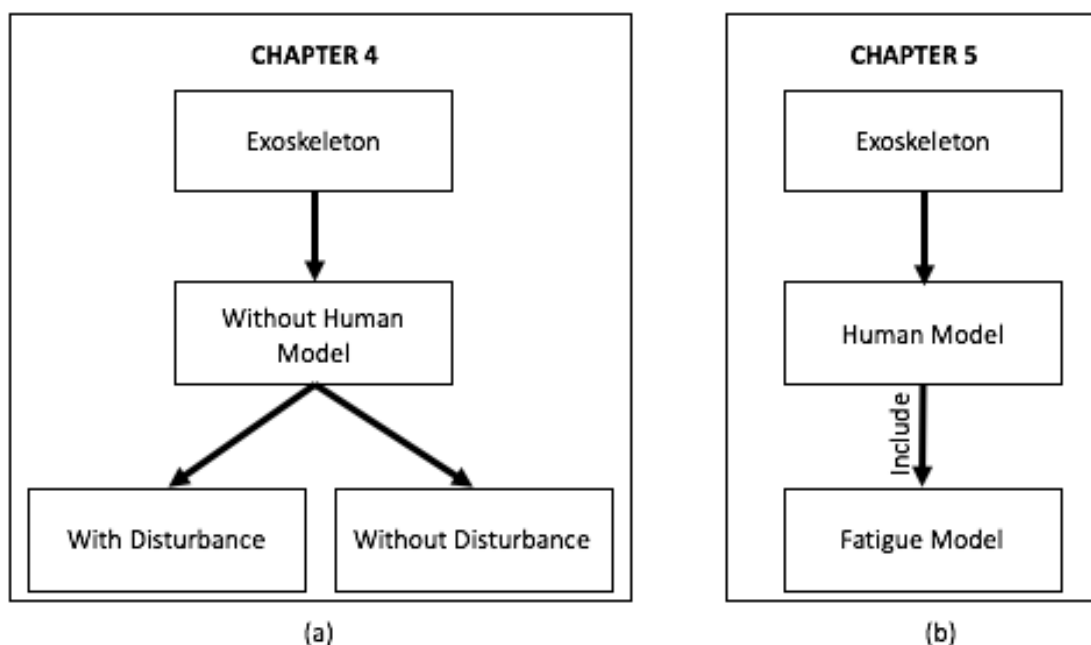 CHAPTER 4
Exoskeleton
Without Human
Model
With Disturbance
Without Disturbance
(a)
CHAPTER 5
Exoskeleton
Human Model
Include
Fatigue Model
(b)